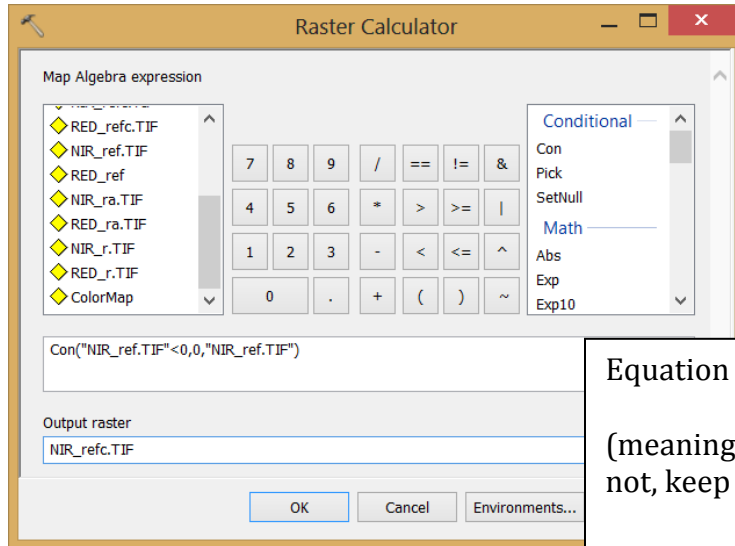 Raster Calculator
Map Algebra expression
RED_refc.TIF
NIR_ref.TIF
RED_ref
NIR_ra.TIF
RED_ra.TIF
NIR_r.TIF
RED_r.TIF
ColorMap
7 8 9 / == != &
4 5 6 * > >= |
1 2 3 - < <= ^
0 . + ( ) ~
Conditional
Con
Pick
SetNull
Math
Abs
Exp
Exp10
Con("NIR_ref.TIF"<0,0,"NIR_ref.TIF")
Output raster
NIR_refc.TIF
OK Cancel Environments...
Equation
(meaning
not, keep